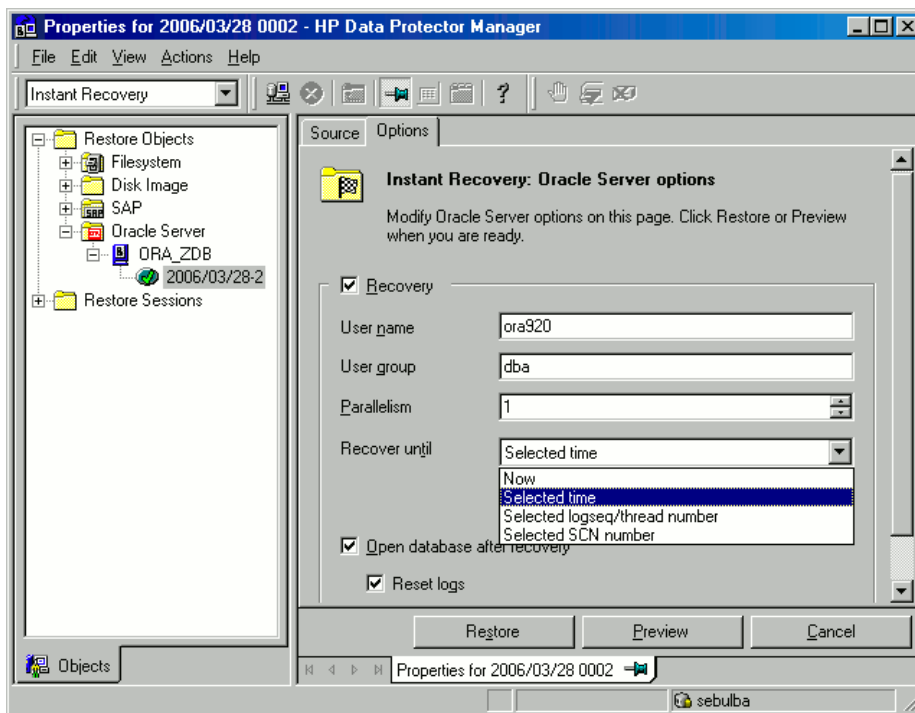 Properties for 2006/03/28 0002 - HP Data Protector Manager
File Edit View Actions Help
Instant Recovery
Restore Objects
Filesystem
Disk Image
SAP
Oracle Server
ORA_ZDB
2006/03/28-2
Restore Sessions
Objects
Source Options
Instant Recovery: Oracle Server options
Modify Oracle Server options on this page. Click Restore or Preview
when you are ready.
Recovery
User name ora920
User group dba
Parallelism 1
Recover until Selected time
Now
Selected time
Selected logseq/thread number
Selected SCN number
Open database after recovery
Reset logs
Restore Preview Cancel
Properties for 2006/03/28 0002
sebulba